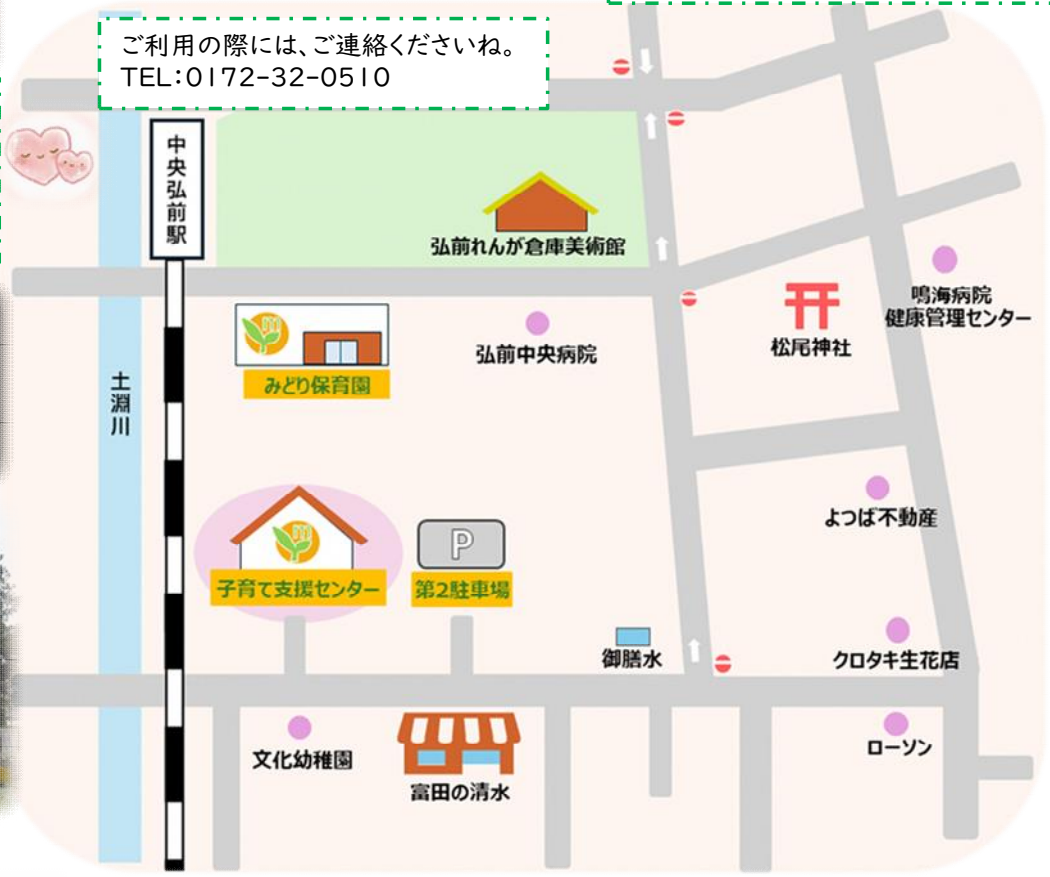 ご利用の際には、ご連絡くださいね。
TEL:0172-32-0510
中央弘前駅
弘前れんが倉庫美術館
鳴海病院
健康管理センター
松尾神社
弘前中央病院
みどり保育園
土淵川
よつば不動産
P
子育て支援センター
第2駐車場
御膳水
クロタキ生花店
ローソン
文化幼稚園
富田の清水